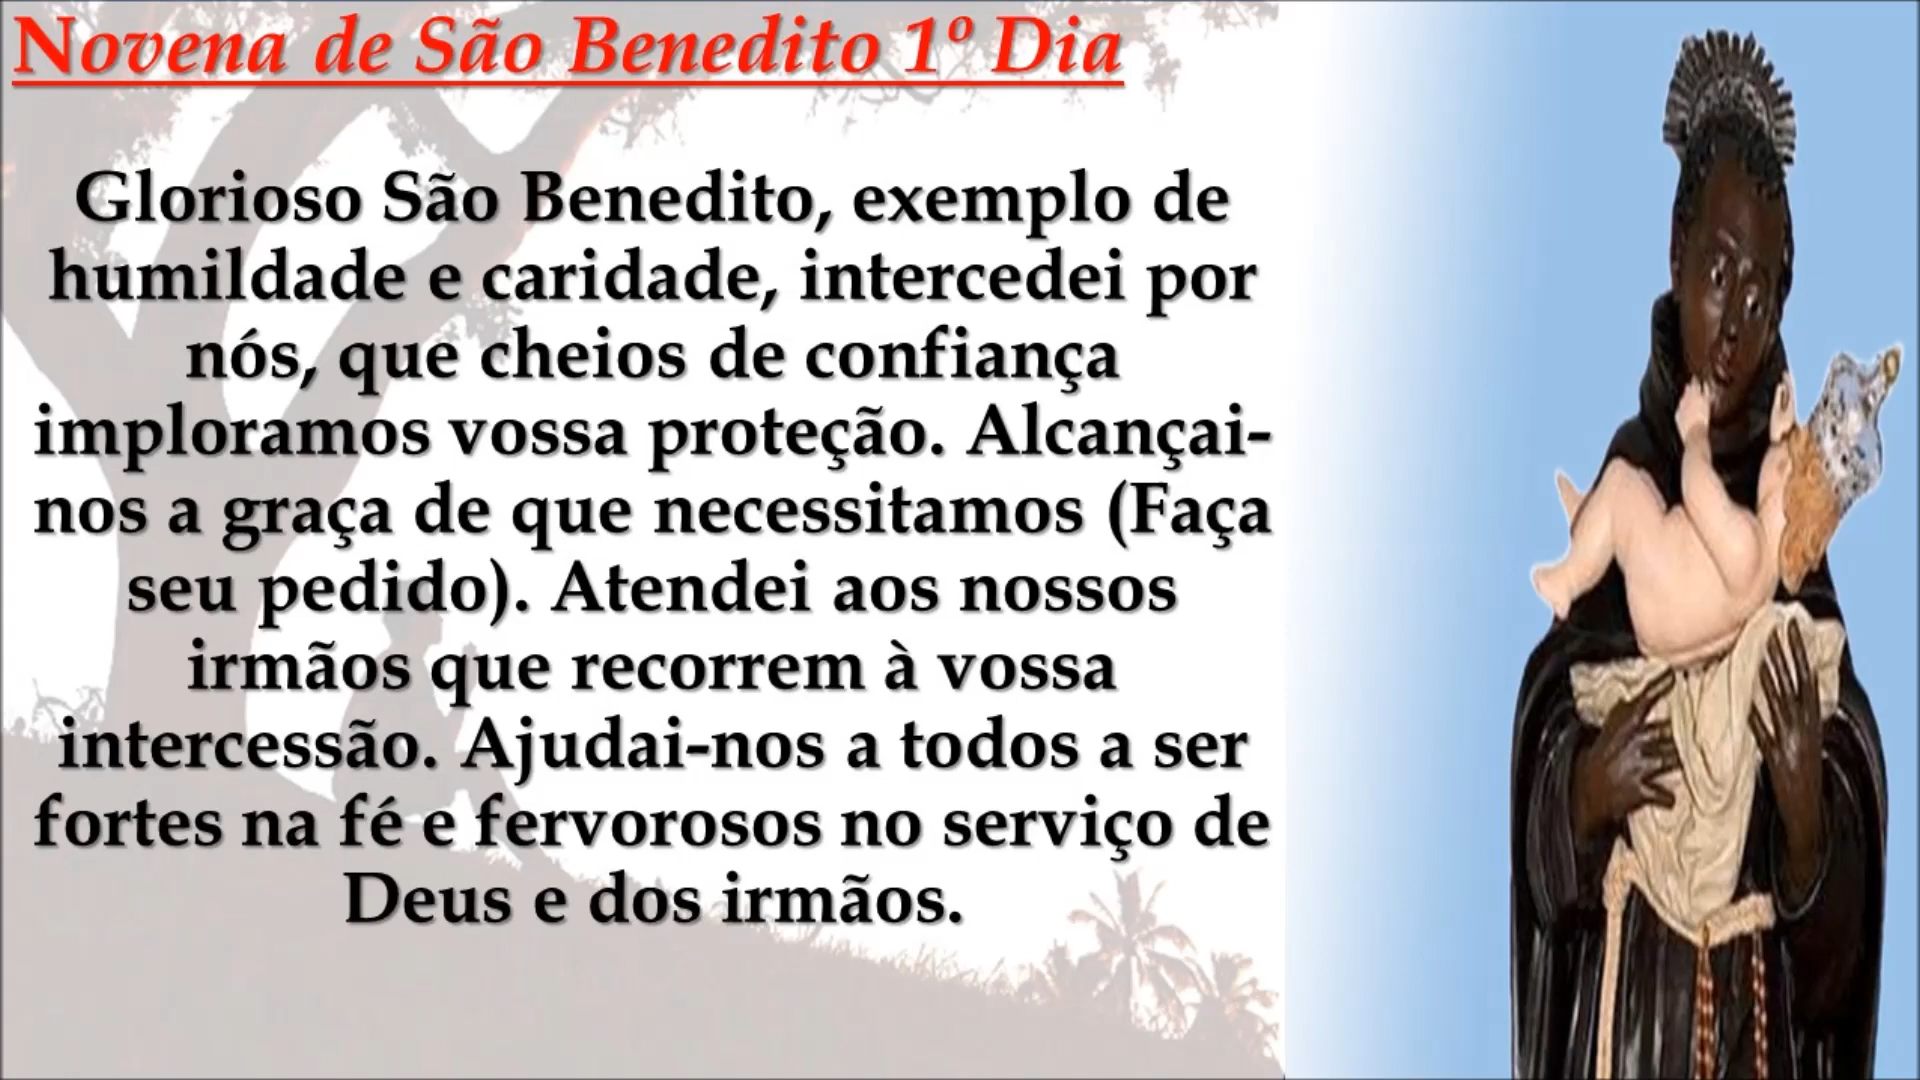 Novena de São Benedito 1º Dia
Glorioso São Benedito, exemplo de
humildade e caridade, intercedei por
nós, que cheios de confiança
imploramos vossa proteção. Alcançai-
nos a graça de que necessitamos (Faça
seu pedido). Atendei aos nossos
irmãos que recorrem à vossa
intercessão. Ajudai-nos a todos a ser
fortes na fé e fervorosos no serviço de
Deus e dos irmãos.